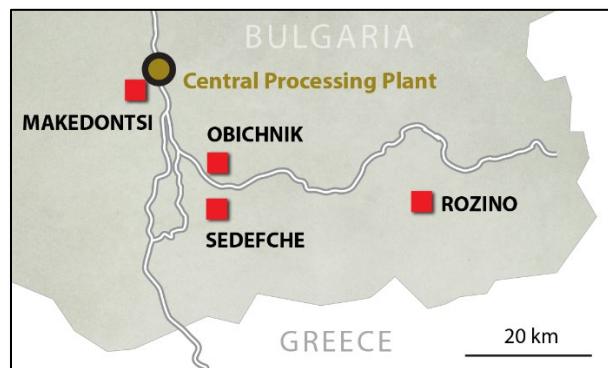 BULGARIA
Central Processing Plant
MAKEDONTSI
OBICHNIK
ROZINO
SEDEFCHE
GREECE
20 km